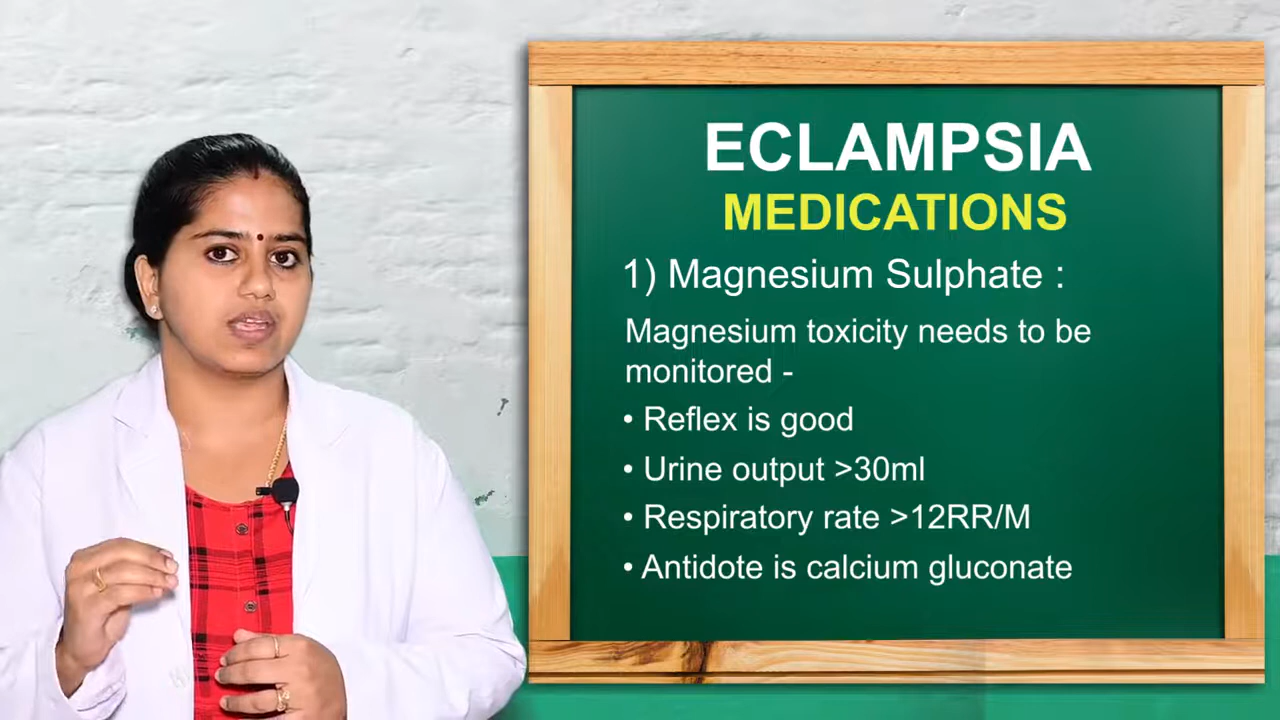 ECLAMPSIA
MEDICATIONS
1) Magnesium Sulphate :
Magnesium toxicity needs to be
monitored -
• Reflex is good
• Urine output >30ml
• Respiratory rate >12RR/M
• Antidote is calcium gluconate